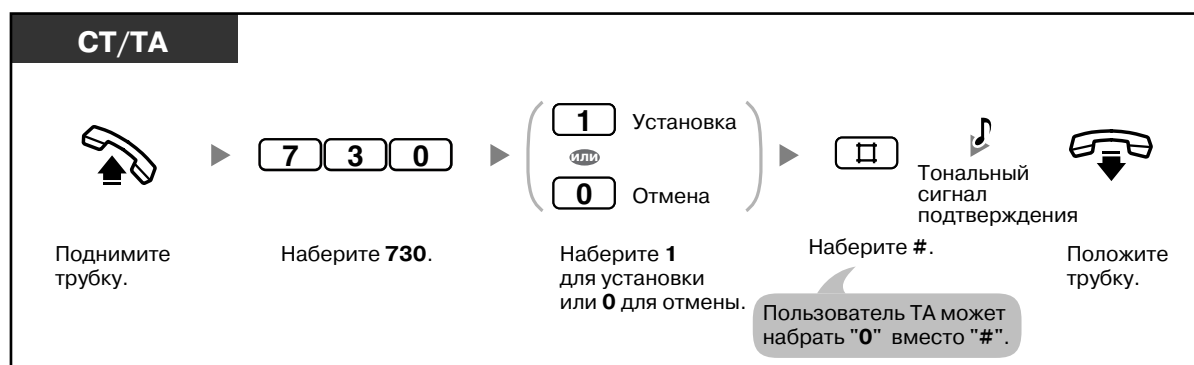 СТ/ТА
7 3 0
1 Установка
или
0 Отмена
#
Тональный
сигнал
подтверждения
Поднимите
трубку.
Наберите 730.
Наберите 1
для установки
или 0 для отмены.
Наберите #.
Положите
трубку.
Пользователь ТА может
набрать "0" вместо "#".